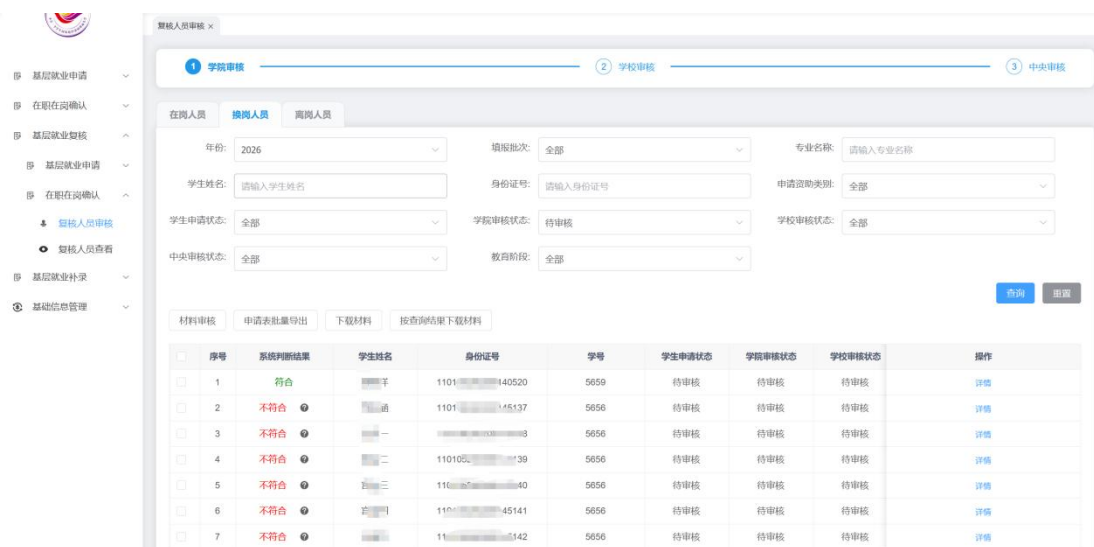 复核人员审核 ×
1 学院审核 2 学校审核 3 中央审核
基层就业申请
在职在岗确认
基层就业复核
基层就业申请
在职在岗确认
复核人员审核
复核人员查看
基层就业补录
基础信息管理
在岗人员 换岗人员 离岗人员
年份: 2026 填报批次: 全部 专业名称: 请输入专业名称
学生姓名: 请输入学生姓名 身份证号: 请输入身份证号 申请资助类别: 全部
学生申请状态: 全部 学院审核状态: 待审核 学校审核状态: 全部
中央审核状态: 全部 教育阶段: 全部
查询 重置
材料审核 申请表批量导出 下载材料 按查询结果下载材料
序号 系统判断结果 学生姓名 身份证号 学号 学生申请状态 学院审核状态 学校审核状态 操作
1 符合 洋 1101 140520 5659 待审核 待审核 待审核 详情
2 不符合 涵 1101 45137 5656 待审核 待审核 待审核 详情
3 不符合 一 8 5656 待审核 待审核 待审核 详情
4 不符合 二 110105 139 5656 待审核 待审核 待审核 详情
5 不符合 三 110 40 5656 待审核 待审核 待审核 详情
6 不符合 110 45141 5656 待审核 待审核 待审核 详情
7 不符合 11 5142 5656 待审核 待审核 待审核 详情